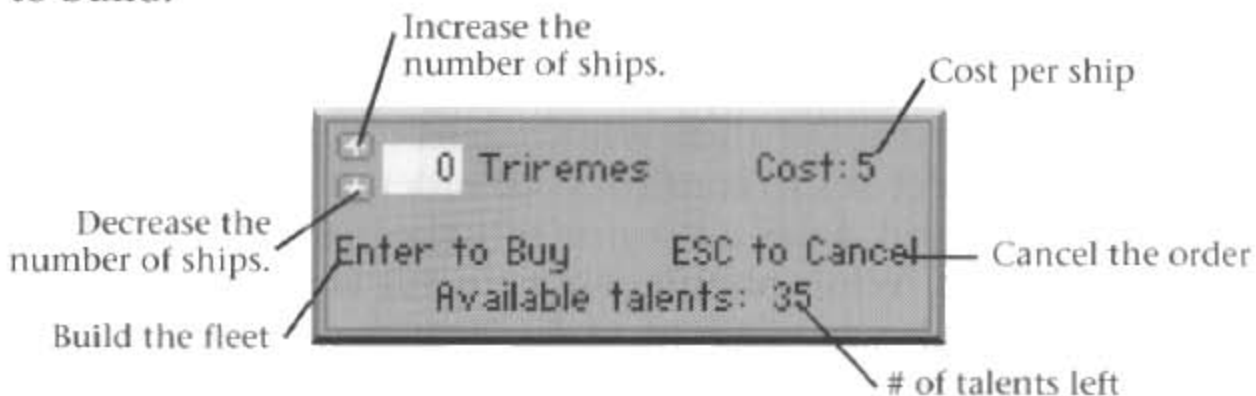 to build.
Increase the
number of ships.
Cost per ship
0 Triremes Cost: 5
Decrease the
number of ships.
Enter to Buy ESC to Cancel
Cancel the order
Available talents: 35
Build the fleet
# of talents left